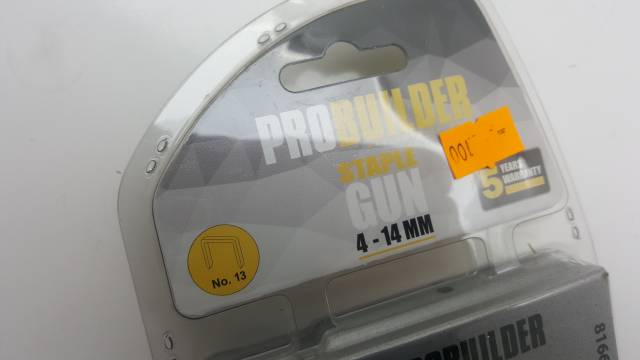 PROBUILDER
STAPLE
GUN
4 - 14 MM
5 YEARS
WARRANTY
No. 13
PROBUILDER